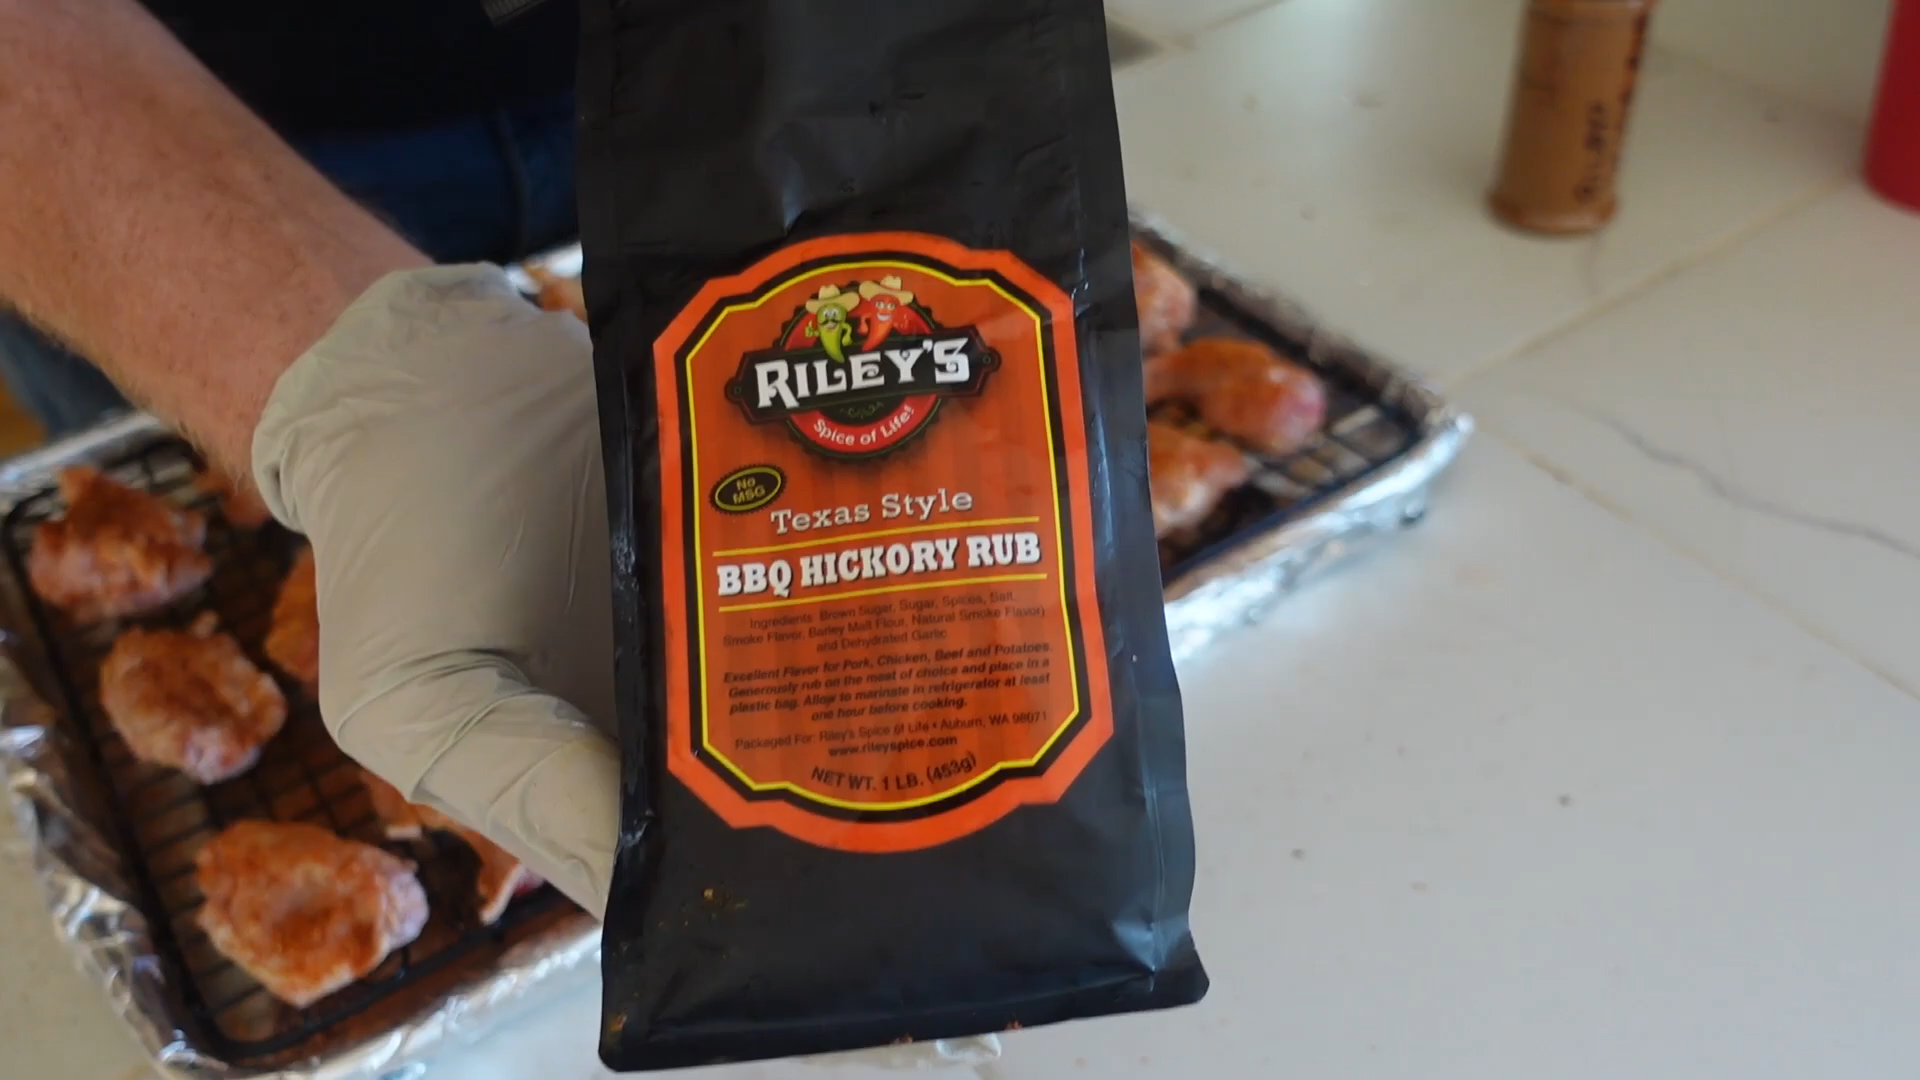 RILEY'S
Spice of Life!
No
MSG
Texas Style
BBQ HICKORY RUB
Ingredients: Brown Sugar, Sugar, Spices, Salt,
Smoke Flavor, Barley Malt Flour, Natural Smoke Flavor,
and Dehydrated Garlic.
Excellent Flavor for Pork, Chicken, Beef and Potatoes.
Generously rub on the meat of choice and place in a
plastic bag. Allow to marinate in refrigerator at least
one hour before cooking.
Packaged For: Riley's Spice of Life • Auburn, WA 98071
www.rileyspice.com
NET WT. 1 LB. (453g)